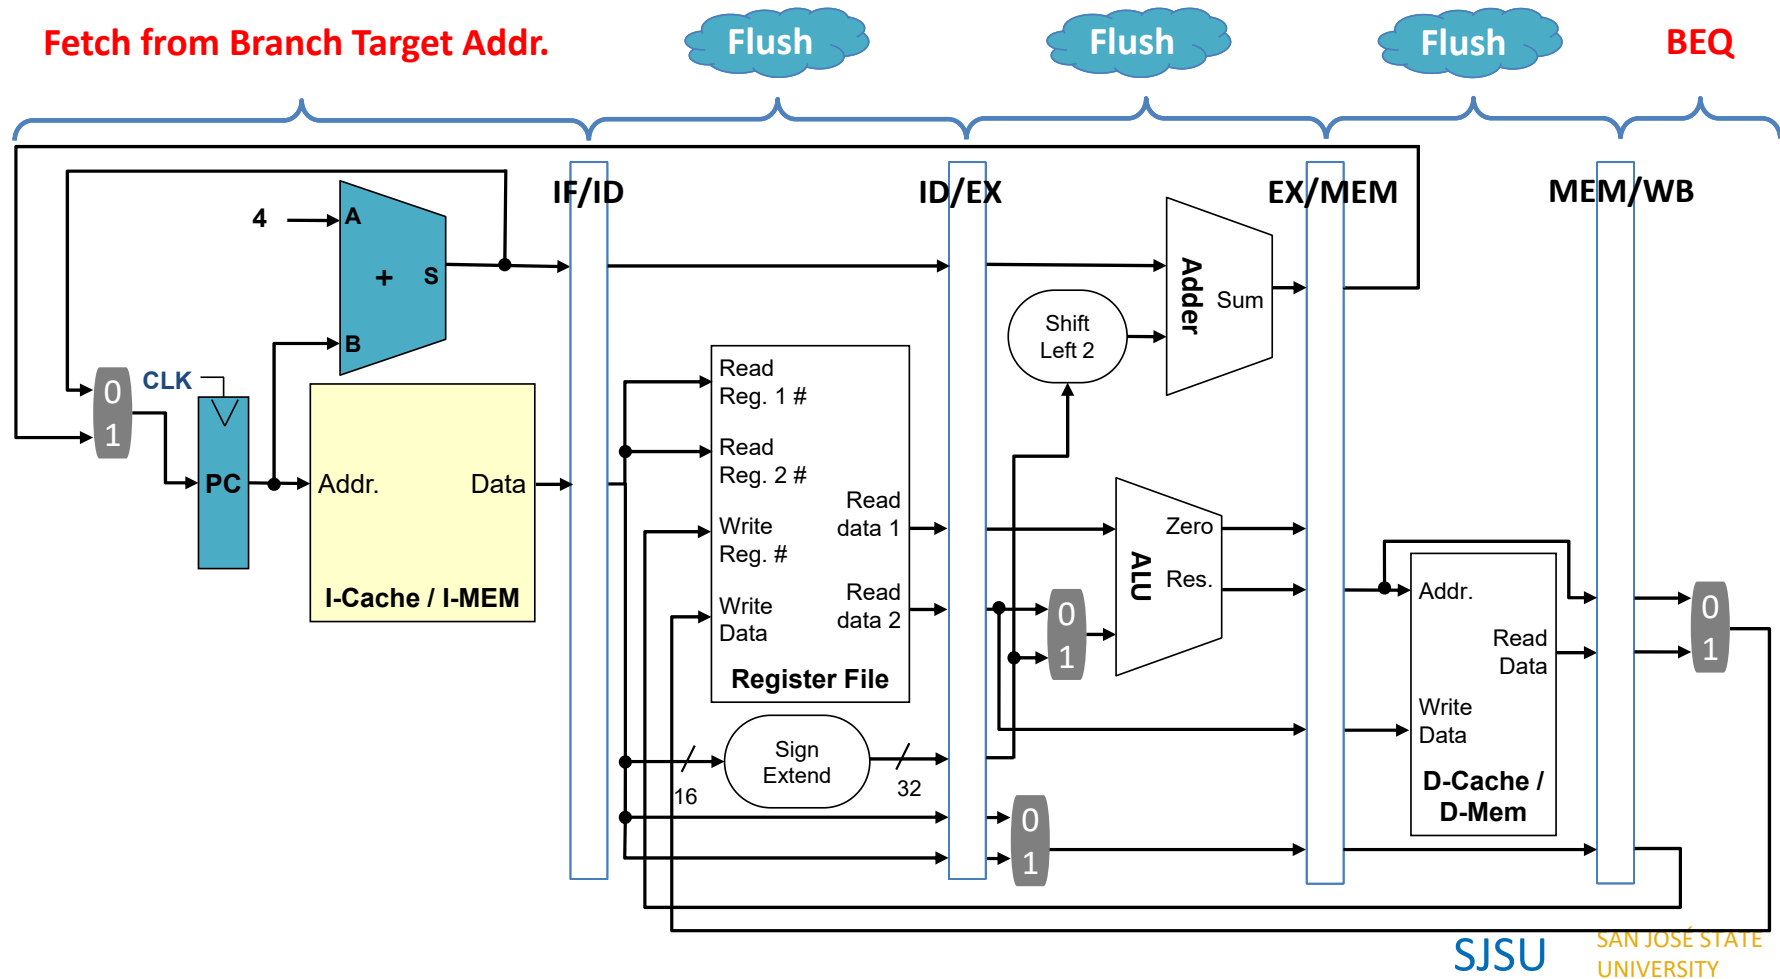 Fetch from Branch Target Addr.
Flush
Flush
Flush
BEQ
IF/ID
ID/EX
EX/MEM
MEM/WB
4
A
+
S
B
Adder
Sum
Shift
Left 2
0
1
CLK
PC
Addr.
Data
I-Cache / I-MEM
Read
Reg. 1 #
Read
Reg. 2 #
Write
Reg. #
Write
Data
Read
data 1
Read
data 2
Register File
Sign
Extend
16
32
0
1
ALU
Zero
Res.
0
1
Addr.
Read
Data
Write
Data
D-Cache /
D-Mem
0
1
SJSU
SAN JOSÉ STATE
UNIVERSITY